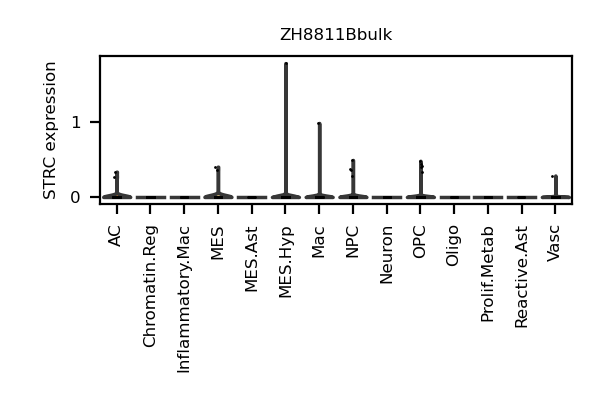 ZH8811Bbulk
STRC expression
1
0
AC
Chromatin.Reg
Inflammatory.Mac
MES
MES.Ast
MES.Hyp
Mac
NPC
Neuron
OPC
Oligo
Prolif.Metab
Reactive.Ast
Vasc